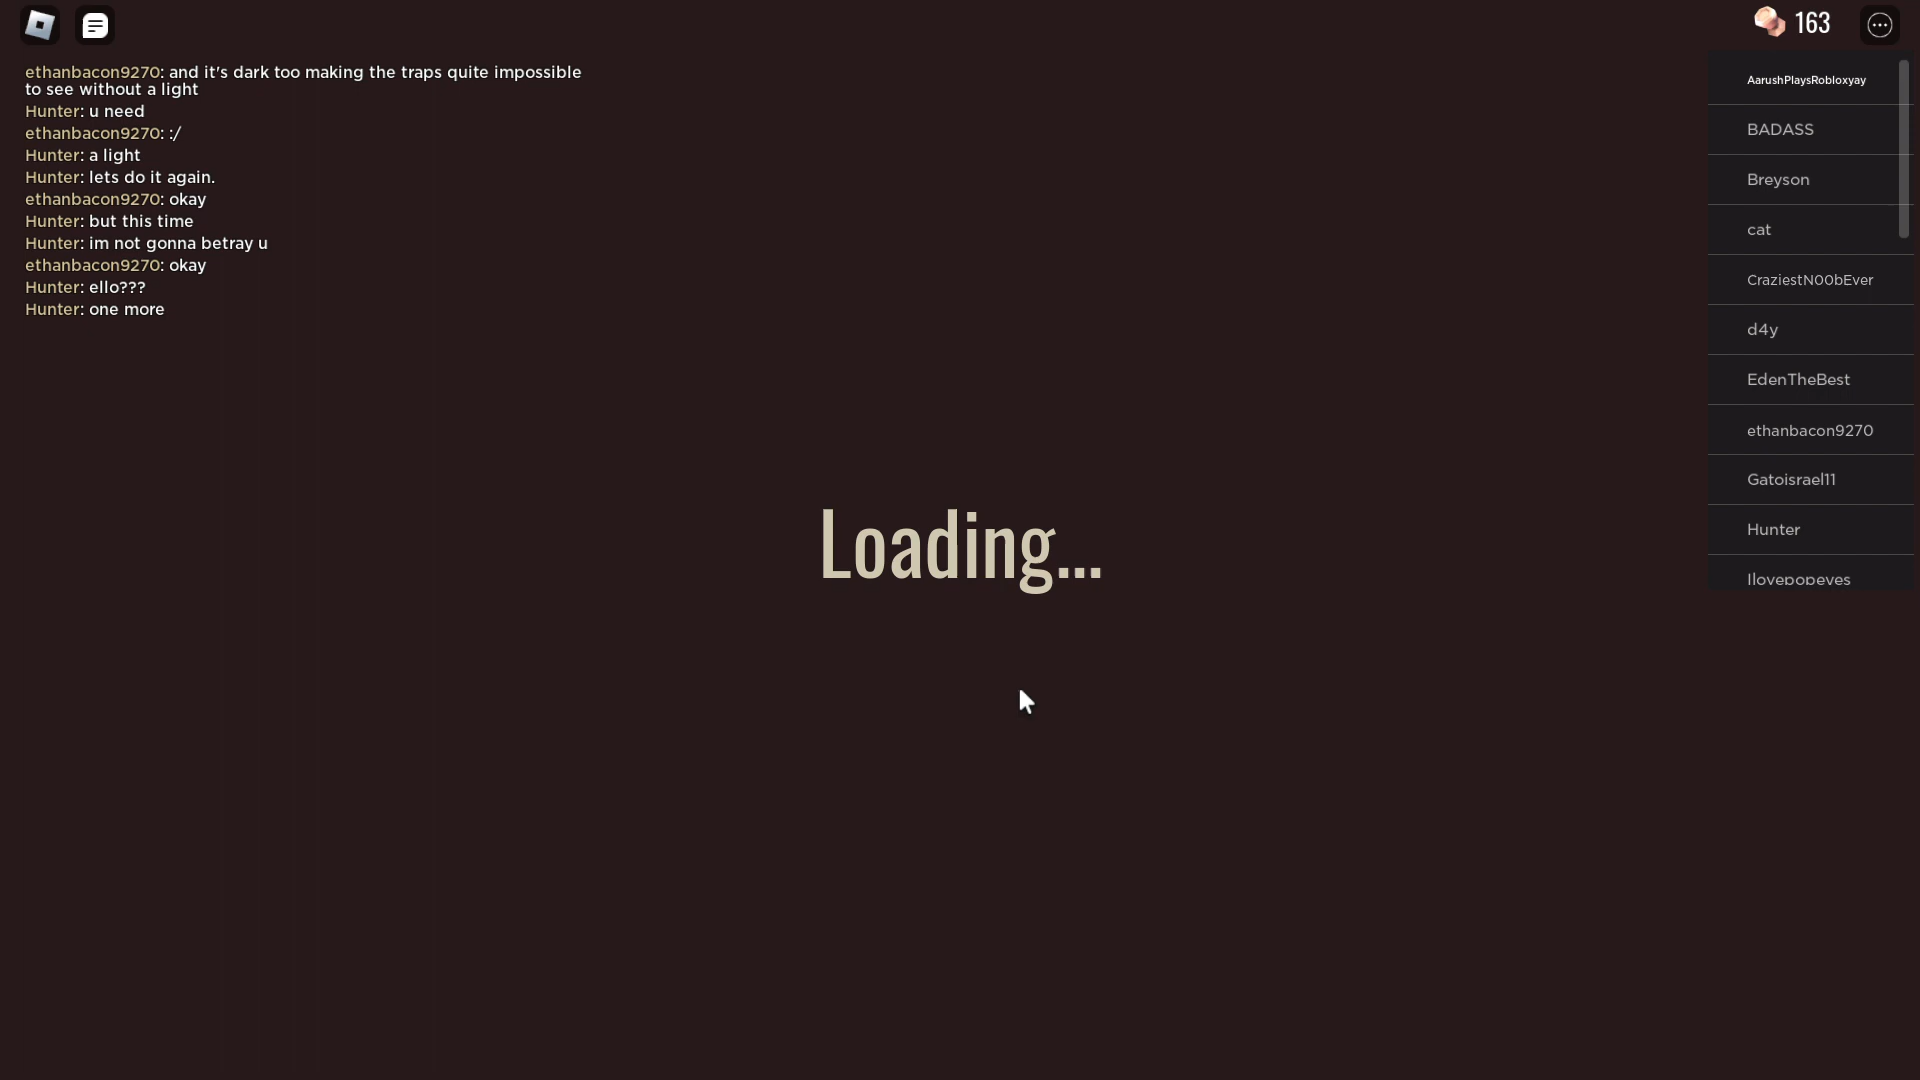 163
ethanbacon9270: and it's dark too making the traps quite impossible
to see without a light
Hunter: u need
ethanbacon9270: :/
Hunter: a light
Hunter: lets do it again.
ethanbacon9270: okay
Hunter: but this time
Hunter: im not gonna betray u
ethanbacon9270: okay
Hunter: ello???
Hunter: one more
AarushPlaysRobloxyay
BADASS
Breyson
cat
CraziestN00bEver
d4y
EdenTheBest
ethanbacon9270
Gatoisrael11
Hunter
Ilovepopeyes
Loading...